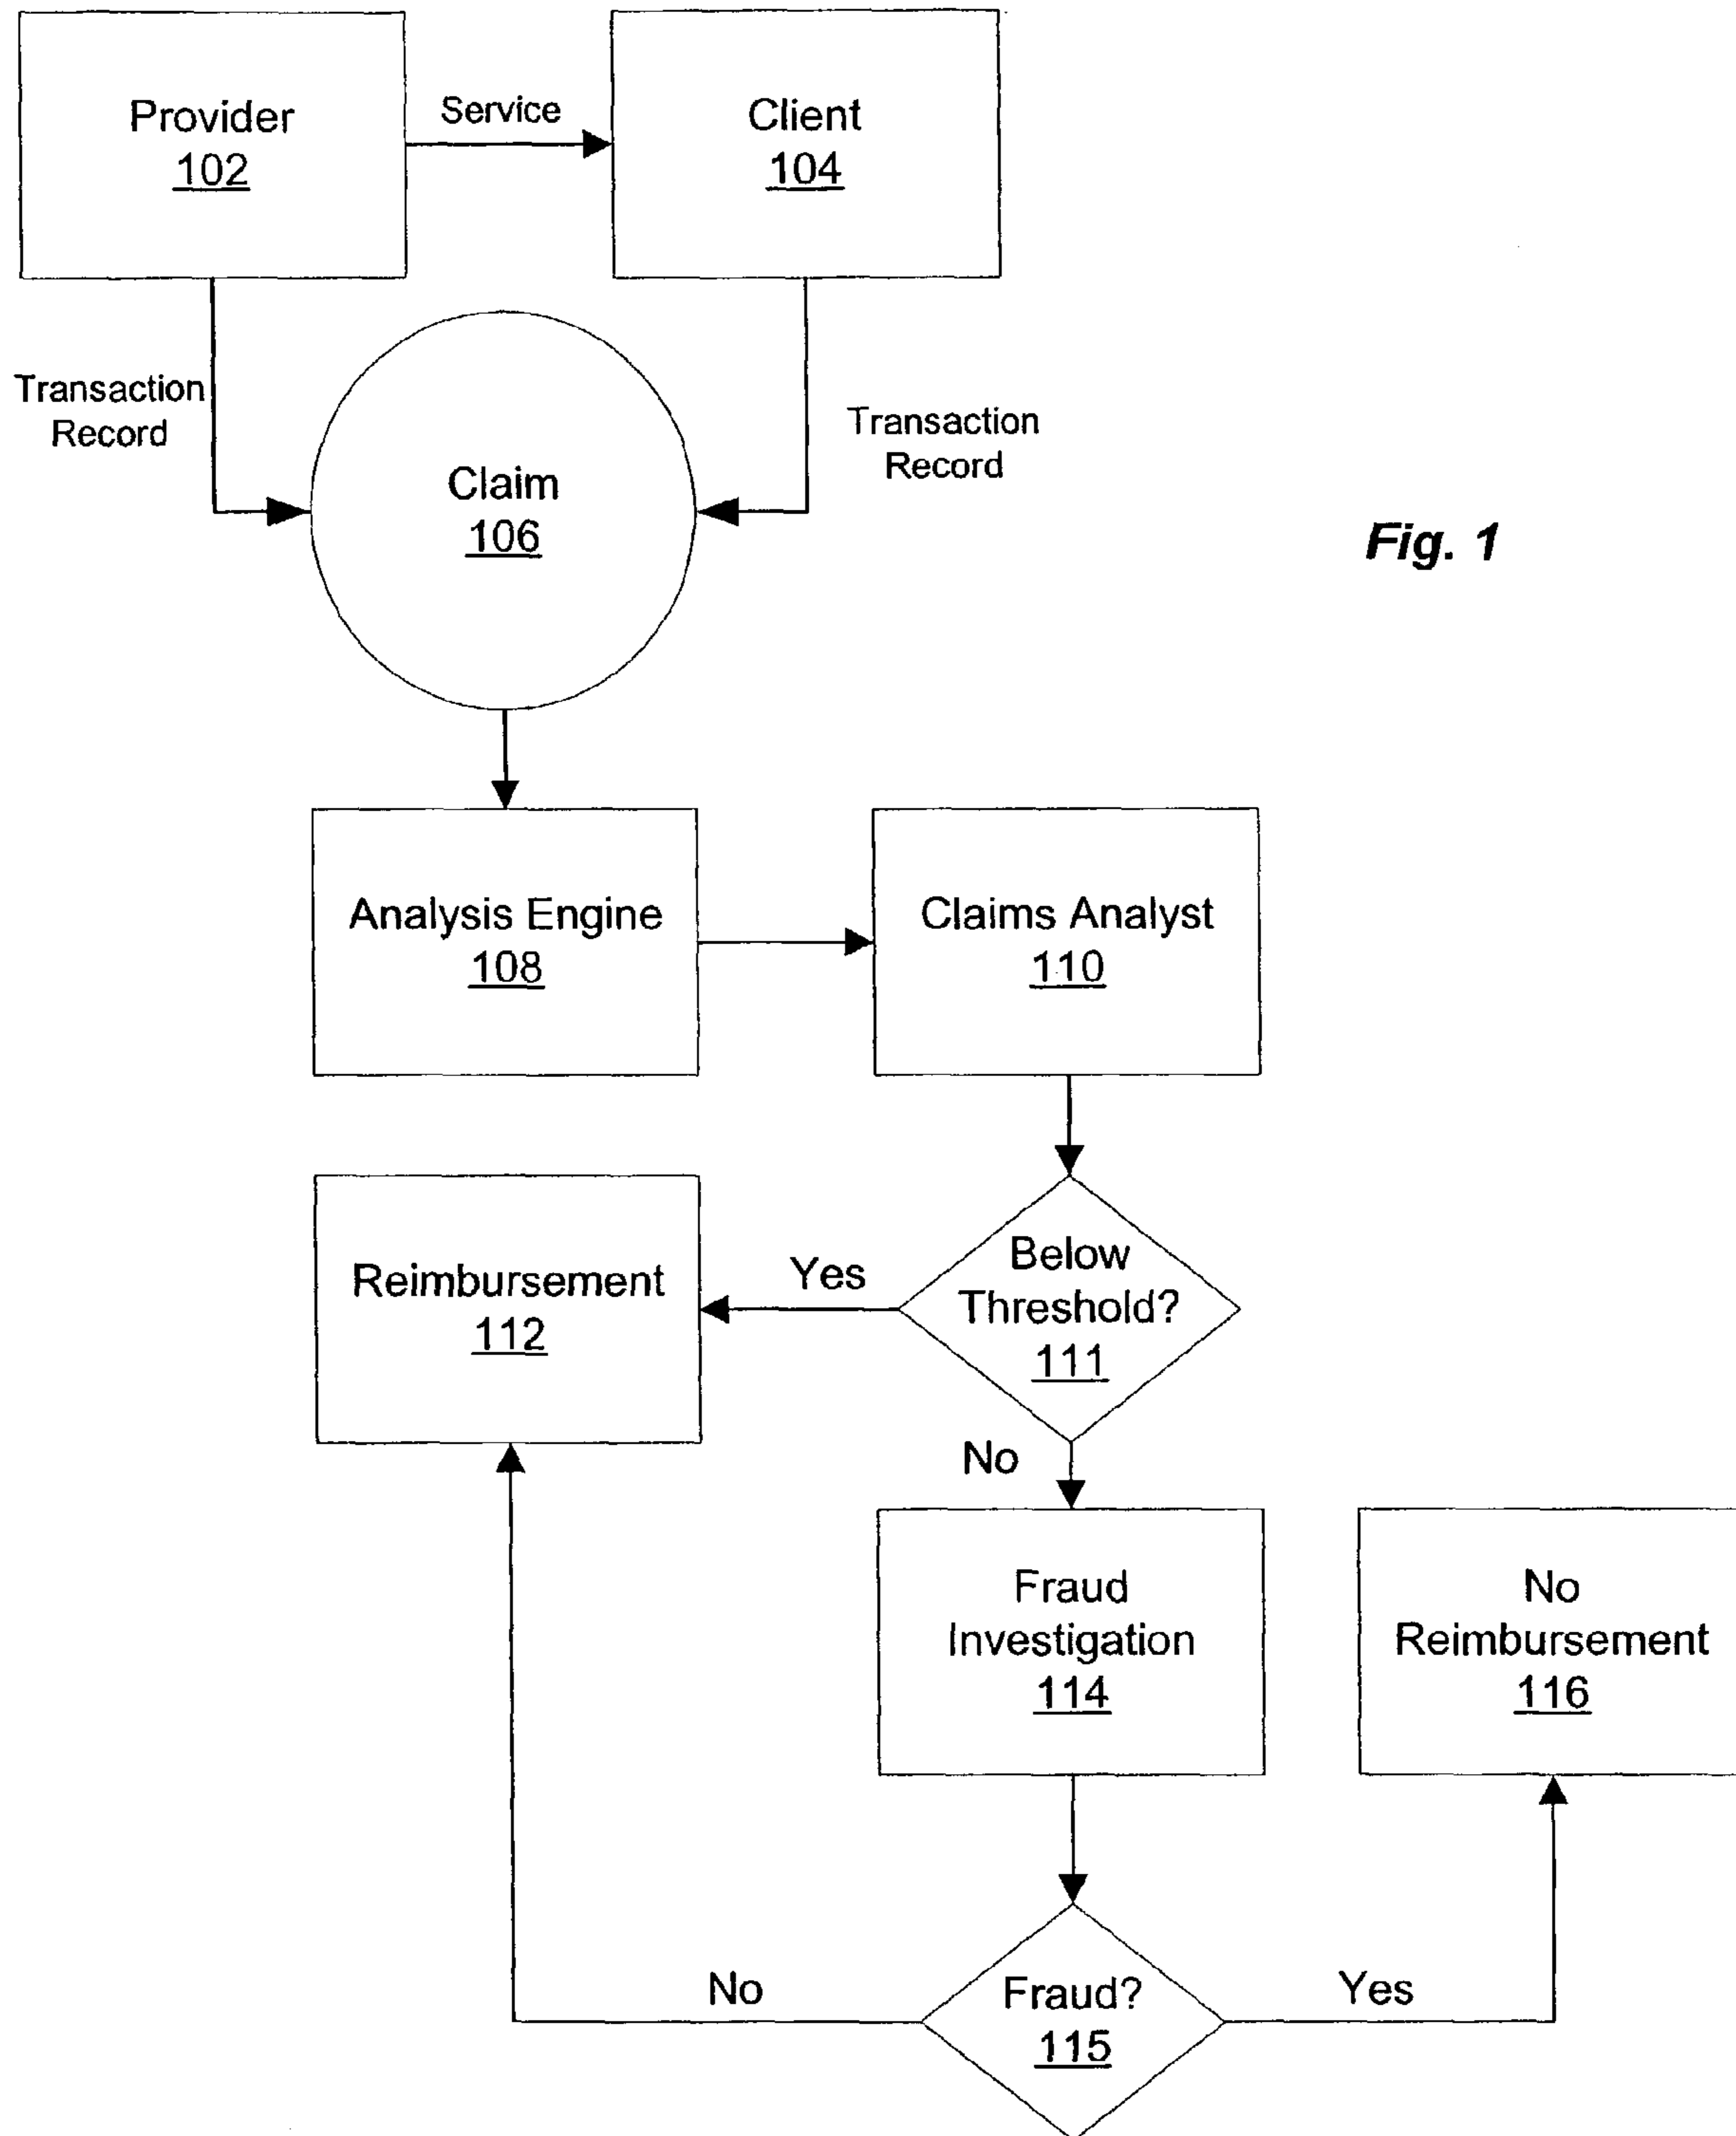 Provider
102
Service
Client
104
Transaction
Record
Transaction
Record
Claim
106
Fig. 1
Analysis Engine
108
Claims Analyst
110
Reimbursement
112
Yes
Below
Threshold?
111
No
Fraud
Investigation
114
No
Reimbursement
116
No
Fraud?
115
Yes